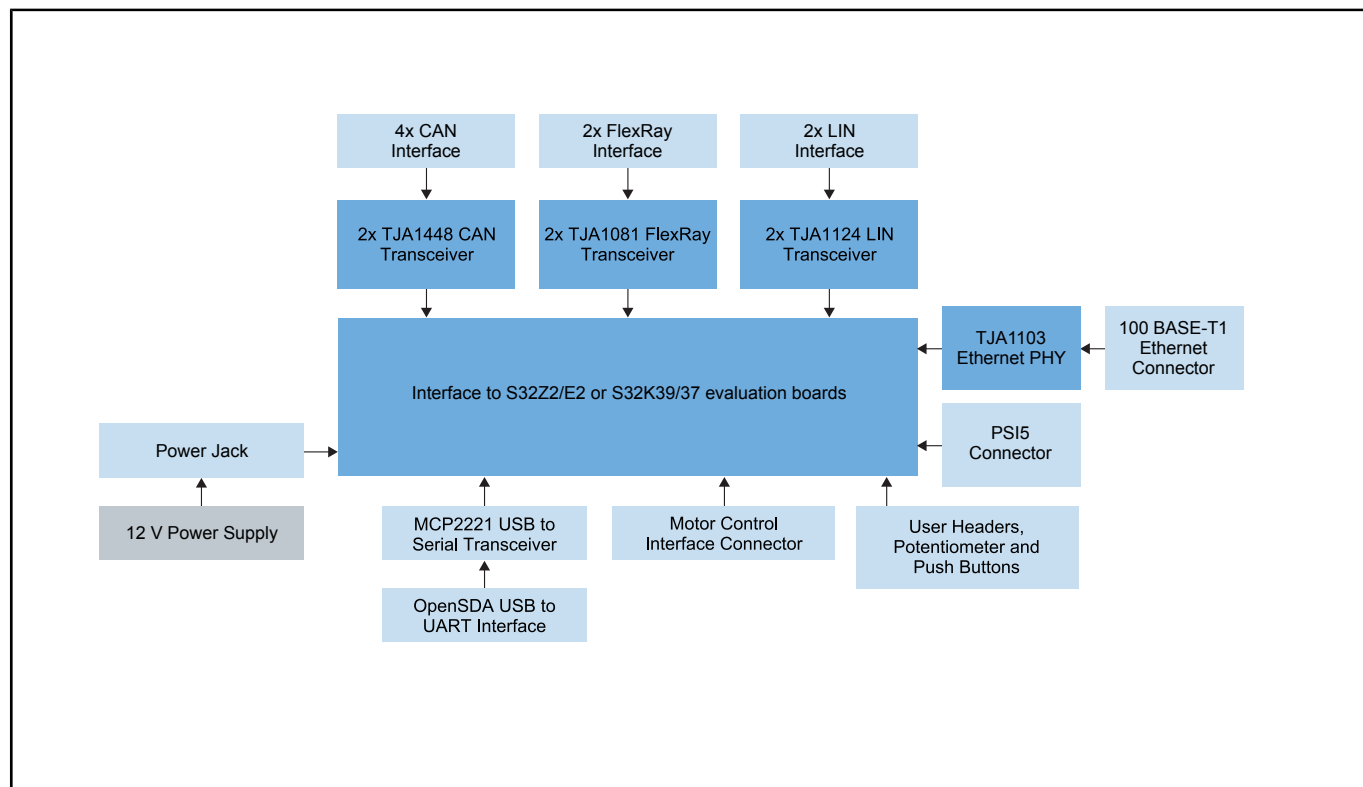 4x CAN
Interface
2x FlexRay
Interface
2x LIN
Interface
2x TJA1448 CAN
Transceiver
2x TJA1081 FlexRay
Transceiver
2x TJA1124 LIN
Transceiver
Interface to S32Z2/E2 or S32K39/37 evaluation boards
TJA1103
Ethernet PHY
100 BASE-T1
Ethernet
Connector
PSI5
Connector
Power Jack
12 V Power Supply
MCP2221 USB to
Serial Transceiver
OpenSDA USB to
UART Interface
Motor Control
Interface Connector
User Headers,
Potentiometer and
Push Buttons